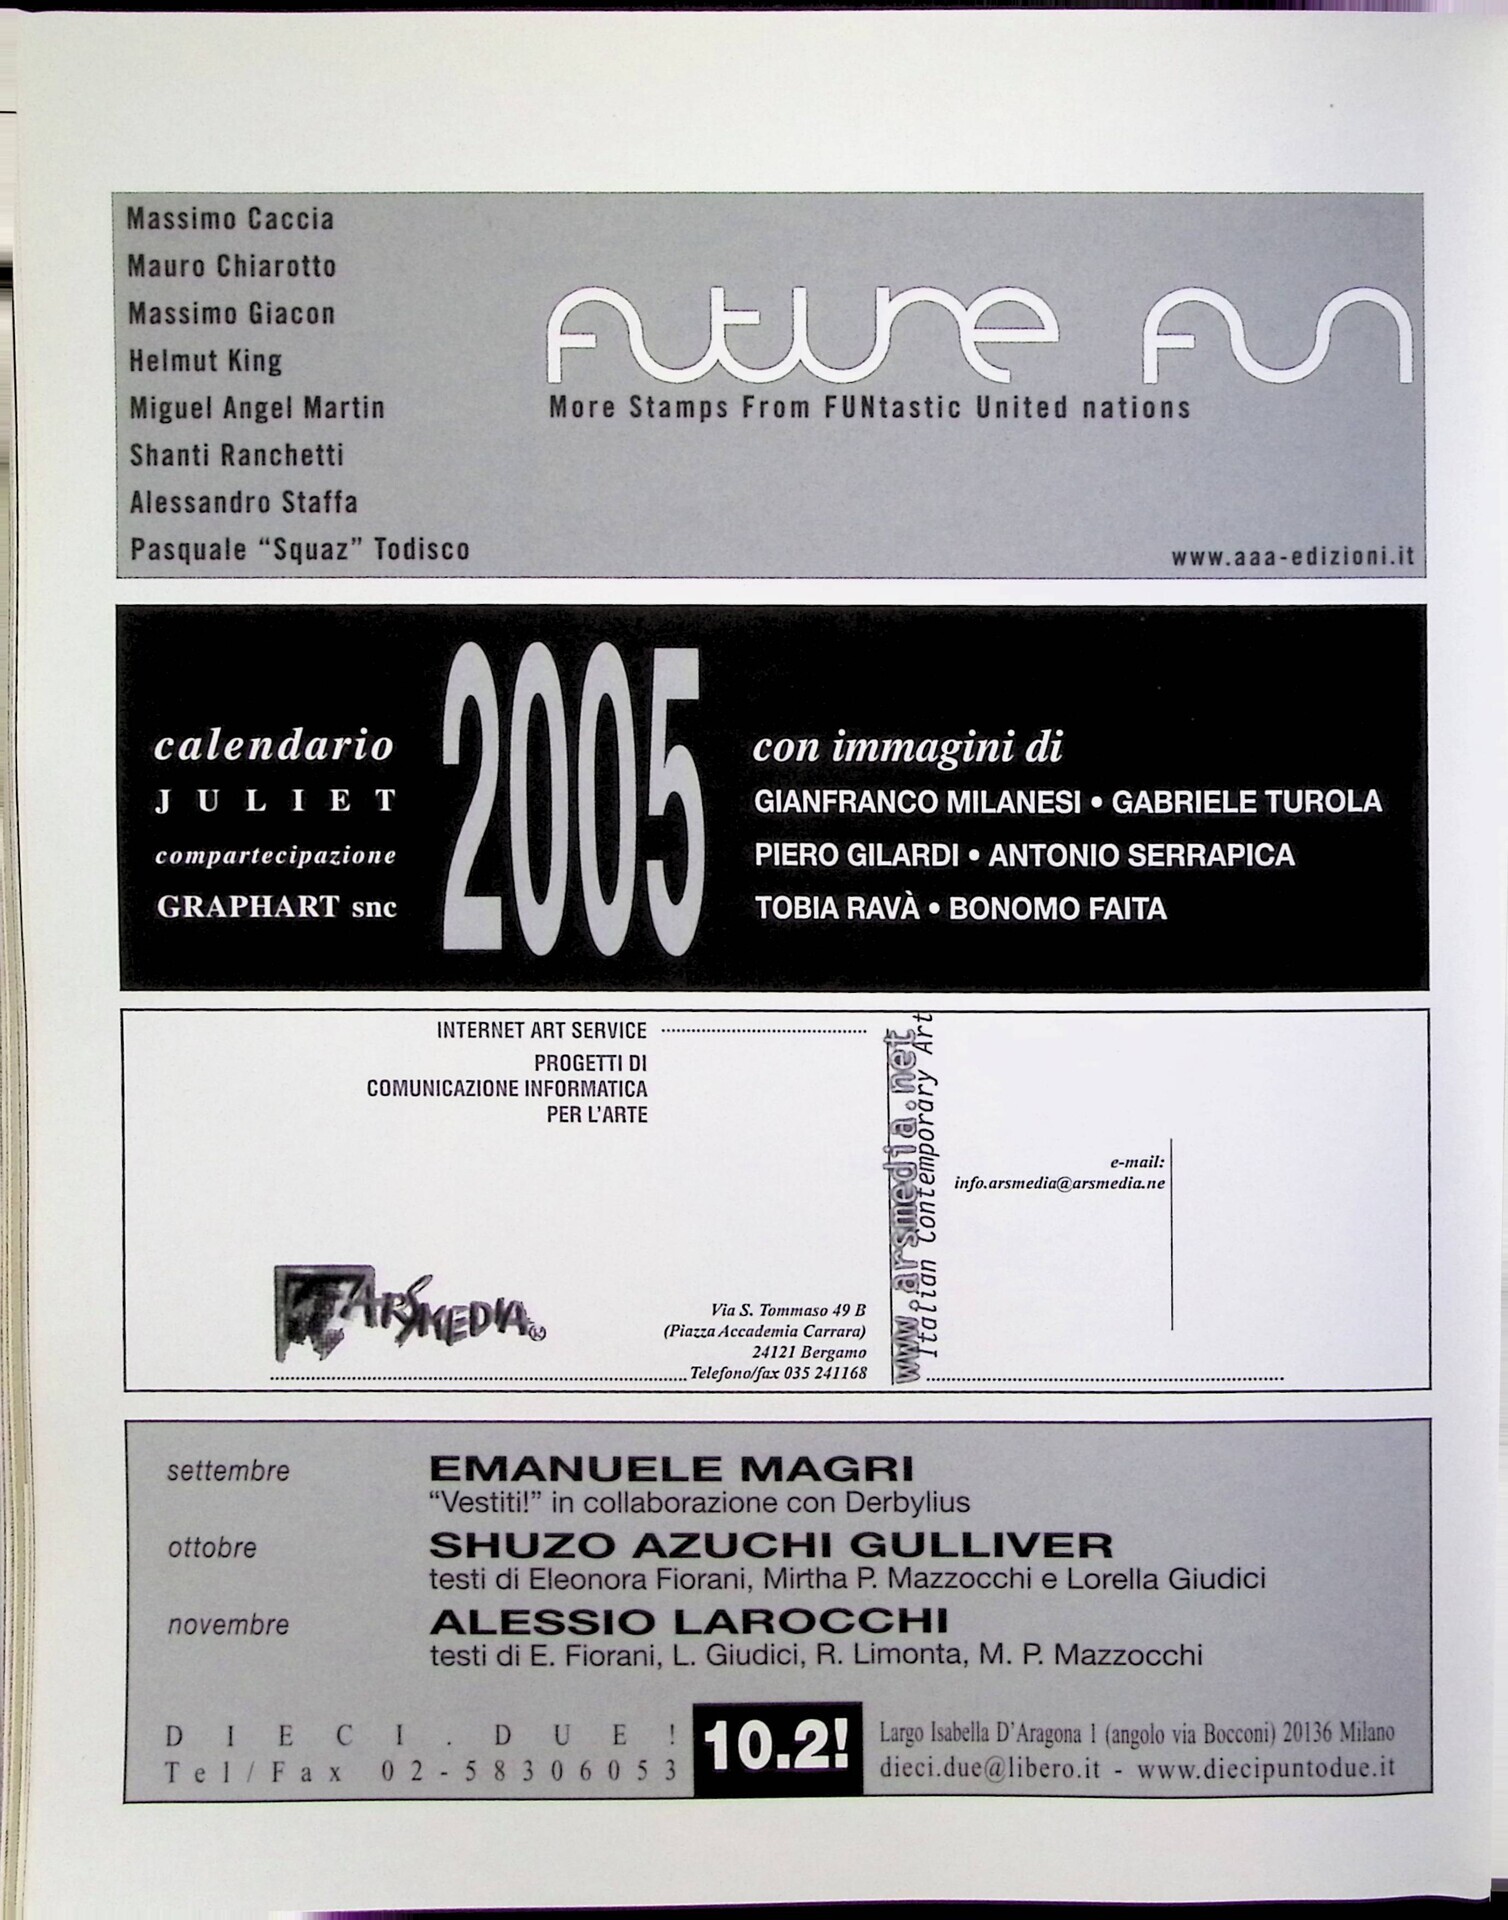 Massimo Caccia
Mauro Chiarotto
Massimo Giacon
Helmut King
Miguel Angel Martin
Shanti Ranchetti
Alessandro Staffa
Pasquale “Squaz” Todisco
Future Fun
More Stamps From FUNtastic United nations
www.aaa-edizioni.it
calendario
JULIET
compartecipazione
GRAPHART snc
2005
con immagini di
GIANFRANCO MILANESI • GABRIELE TUROLA
PIERO GILARDI • ANTONIO SERRAPICA
TOBIA RAVÀ • BONOMO FAITA
INTERNET ART SERVICE
PROGETTI DI
COMUNICAZIONE INFORMATICA
PER L'ARTE
ARSMEDIA®
Via S. Tommaso 49 B
(Piazza Accademia Carrara)
24121 Bergamo
Telefono/fax 035 241168
www.arsmedia.net
Italian Contemporary Art
e-mail:
info.arsmedia@arsmedia.ne
settembre
EMANUELE MAGRI
“Vestiti!” in collaborazione con Derbylius
ottobre
SHUZO AZUCHI GULLIVER
testi di Eleonora Fiorani, Mirtha P. Mazzocchi e Lorella Giudici
novembre
ALESSIO LAROCCHI
testi di E. Fiorani, L. Giudici, R. Limonta, M. P. Mazzocchi
DIECI.DUE!
Tel/Fax 02-58306053
10.2!
Largo Isabella D'Aragona 1 (angolo via Bocconi) 20136 Milano
dieci.due@libero.it - www.diecipuntodue.it